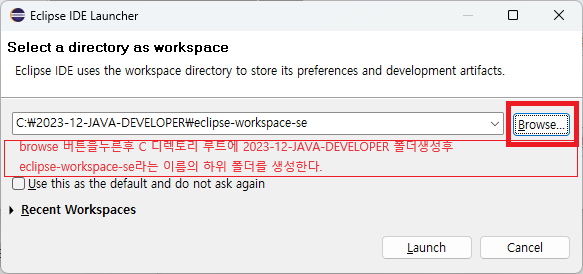 Eclipse IDE Launcher
Select a directory as workspace
Eclipse IDE uses the workspace directory to store its preferences and development artifacts.
C:₩2023-12-JAVA-DEVELOPER₩eclipse-workspace-se
Browse...
browse 버튼을누른후 C 디렉토리 루트에 2023-12-JAVA-DEVELOPER 폴더생성후
eclipse-workspace-se라는 이름의 하위 폴더를 생성한다.
Use this as the default and do not ask again
Recent Workspaces
Launch
Cancel